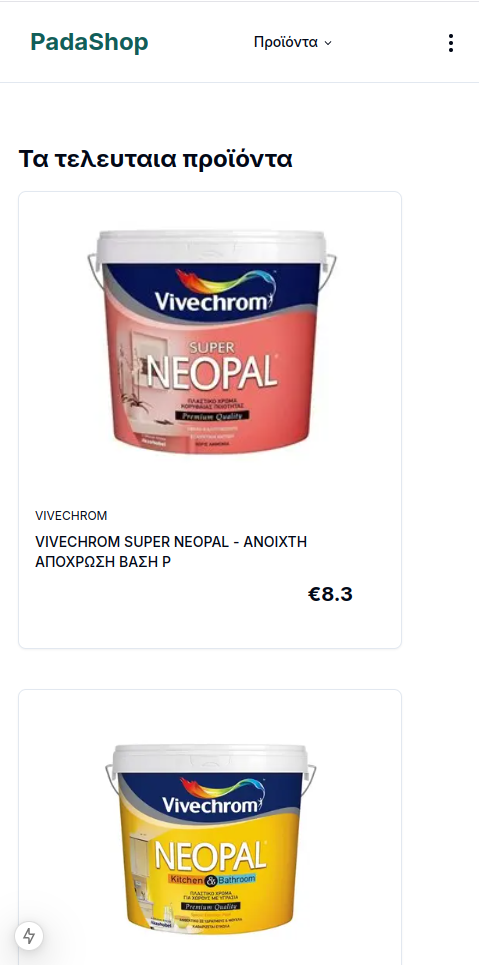 PadaShop
Προϊόντα
Τα τελευταια προϊόντα
Vivechrom
SUPER
NEOPAL
ΠΛΑΣΤΙΚΟ ΧΡΩΜΑ
ΚΟΡΥΦΑΙΑΣ ΠΟΙΟΤΗΤΑΣ
Premium Quality
VIVECHROM
VIVECHROM SUPER NEOPAL - ΑΝΟΙΧΤΗ
ΑΠΟΧΡΩΣΗ ΒΑΣΗ P
€8.3
Vivechrom
NEOPAL
Kitchen & Bathroom
ΠΛΑΣΤΙΚΟ ΧΡΩΜΑ
ΓΙΑ ΧΩΡΟΥΣ ΜΕ ΥΓΡΑΣΙΑ
Premium Quality